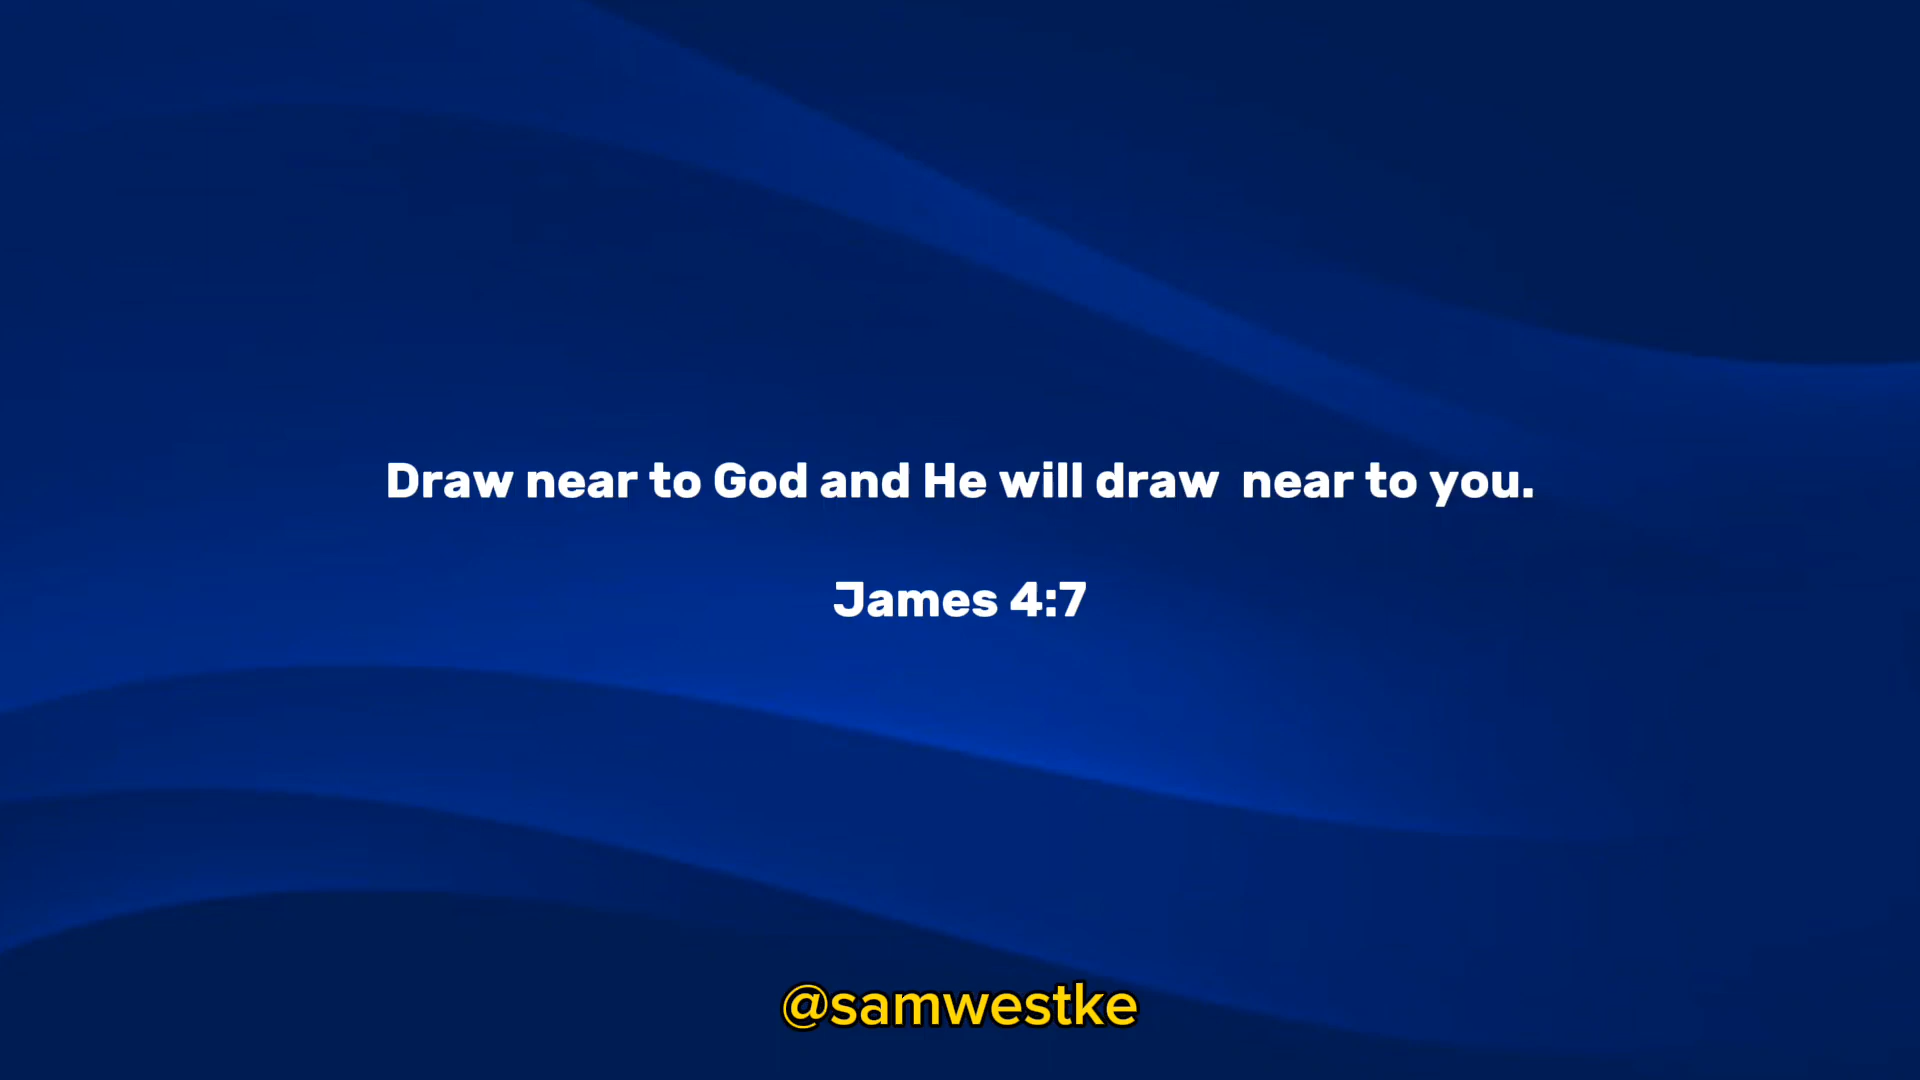 Draw near to God and He will draw  near to you.
James 4:7
@samwestke